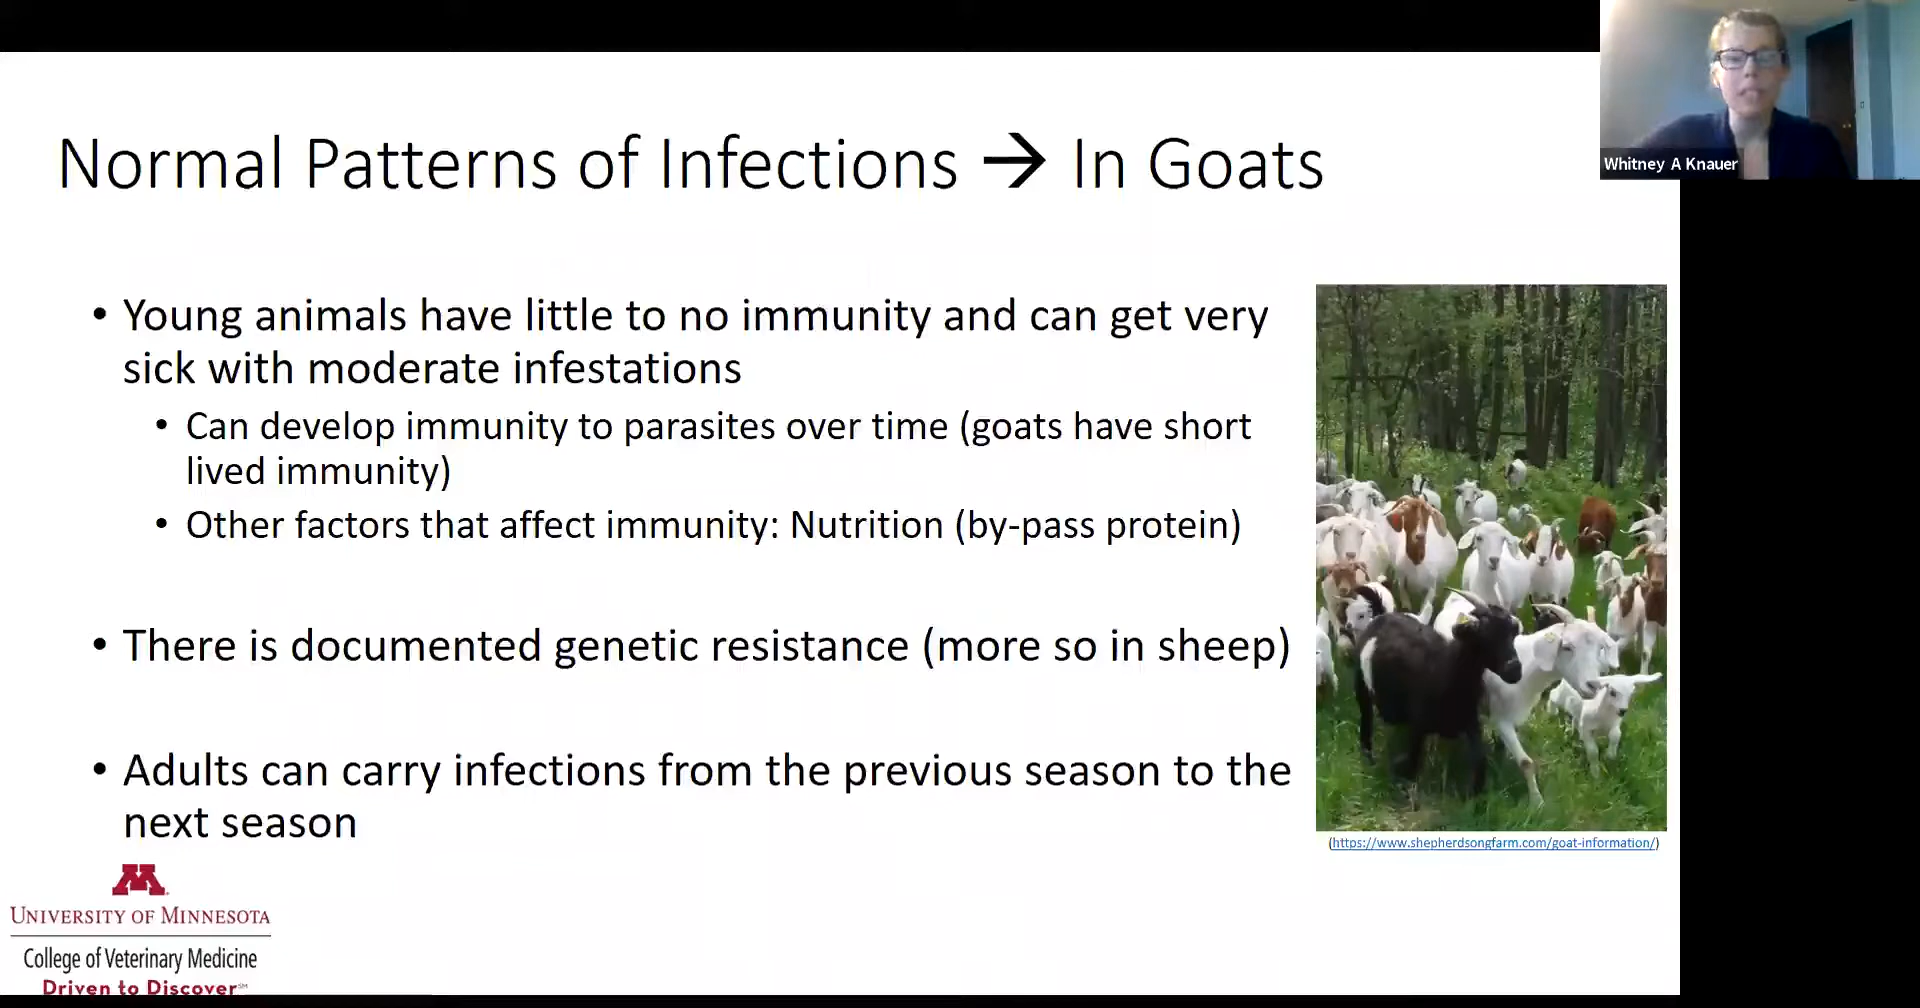 Normal Patterns of Infections → In Goats
Whitney A Knauer
• Young animals have little to no immunity and can get very
sick with moderate infestations
• Can develop immunity to parasites over time (goats have short
lived immunity)
• Other factors that affect immunity: Nutrition (by-pass protein)
• There is documented genetic resistance (more so in sheep)
• Adults can carry infections from the previous season to the
next season
(https://www.shepherdsongfarm.com/goat-information/)
M
UNIVERSITY OF MINNESOTA
College of Veterinary Medicine
Driven to Discover℠